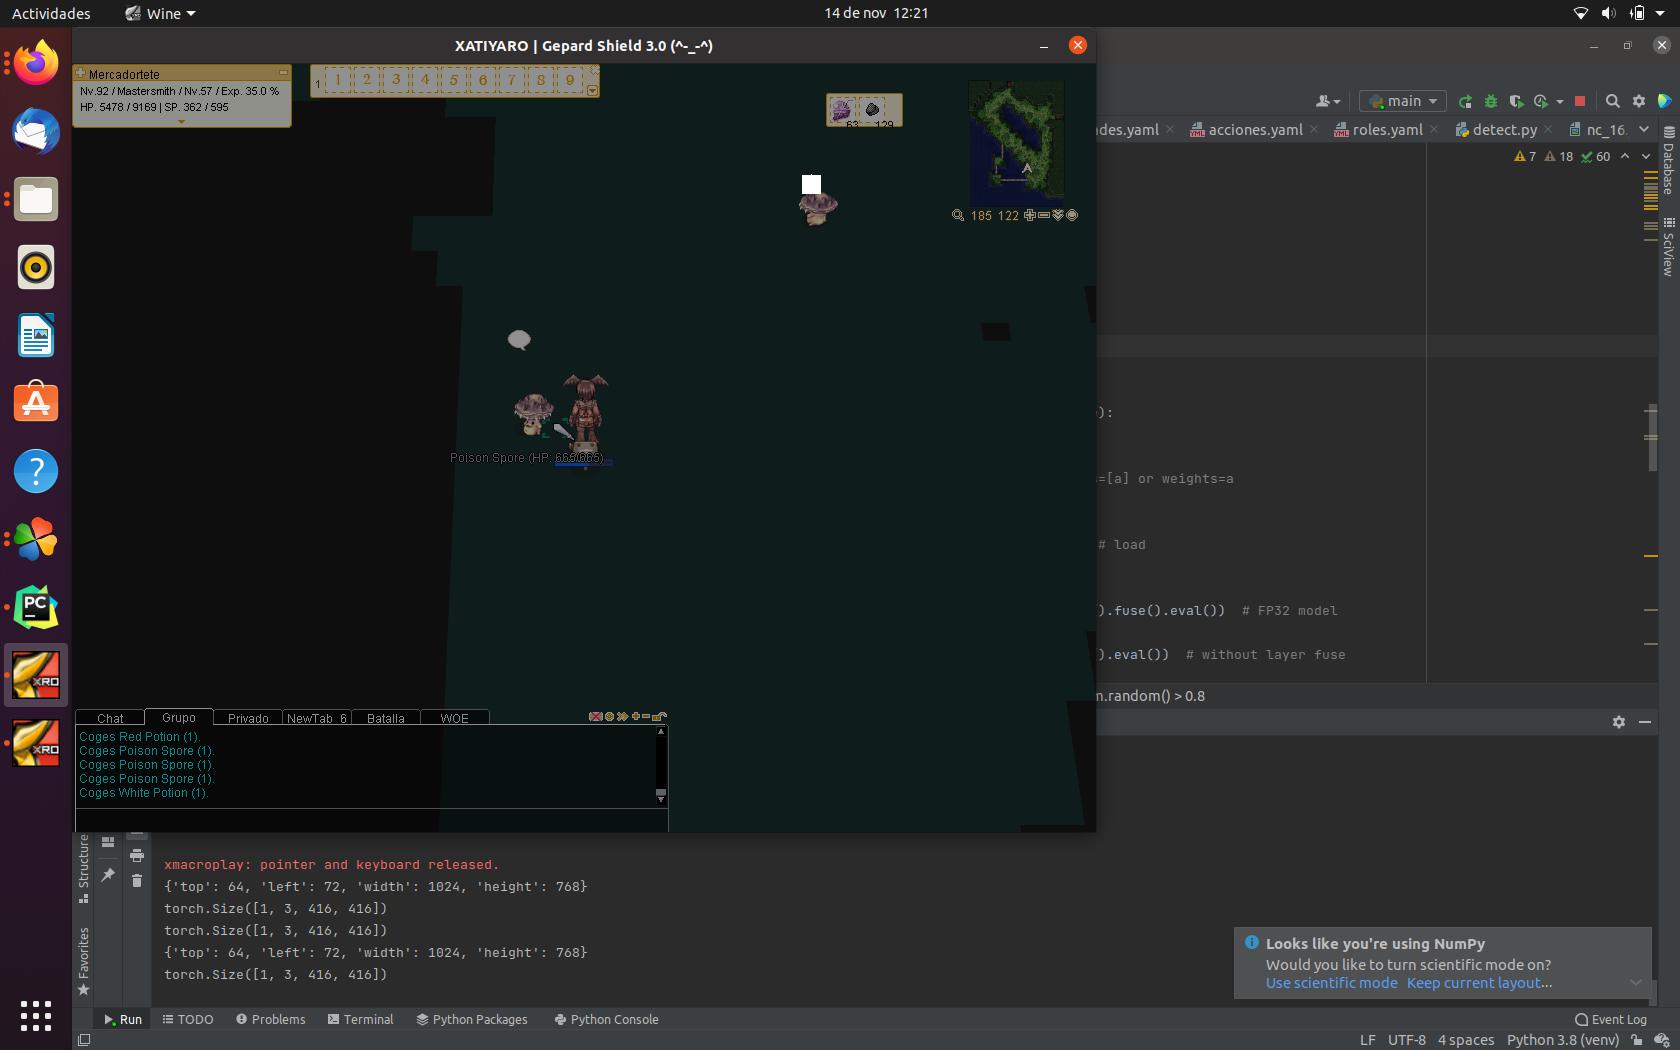 Actividades
Wine
14 de nov 12:21
XATIYARO | Gepard Shield 3.0 (^-_-^)
Mercadortete
Nv.92 / Mastersmith / Nv.57 / Exp. 35.0 %
HP. 5478 / 9169 | SP. 362 / 595
1 1 2 3 4 5 6 7 8 9
63 129
185 122
main
acciones.yaml
roles.yaml
detect.py
7 18 60
Database
SciView
):
=[a] or weights=a
# load
).fuse().eval()) # FP32 model
).eval()) # without layer fuse
m.random() > 0.8
Poison Spore (HP: 665/665)
Chat Grupo Privado NewTab_6 Batalla WOE
Coges Red Potion (1).
Coges Poison Spore (1).
Coges Poison Spore (1).
Coges Poison Spore (1).
Coges White Potion (1).
PC
XRO
XRO
Structure
Favorites
xmacroplay: pointer and keyboard released.
{'top': 64, 'left': 72, 'width': 1024, 'height': 768}
torch.Size([1, 3, 416, 416])
torch.Size([1, 3, 416, 416])
{'top': 64, 'left': 72, 'width': 1024, 'height': 768}
torch.Size([1, 3, 416, 416])
Looks like you're using NumPy
Would you like to turn scientific mode on?
Use scientific mode Keep current layout...
Run TODO Problems Terminal Python Packages Python Console
Event Log
LF UTF-8 4 spaces Python 3.8 (venv)